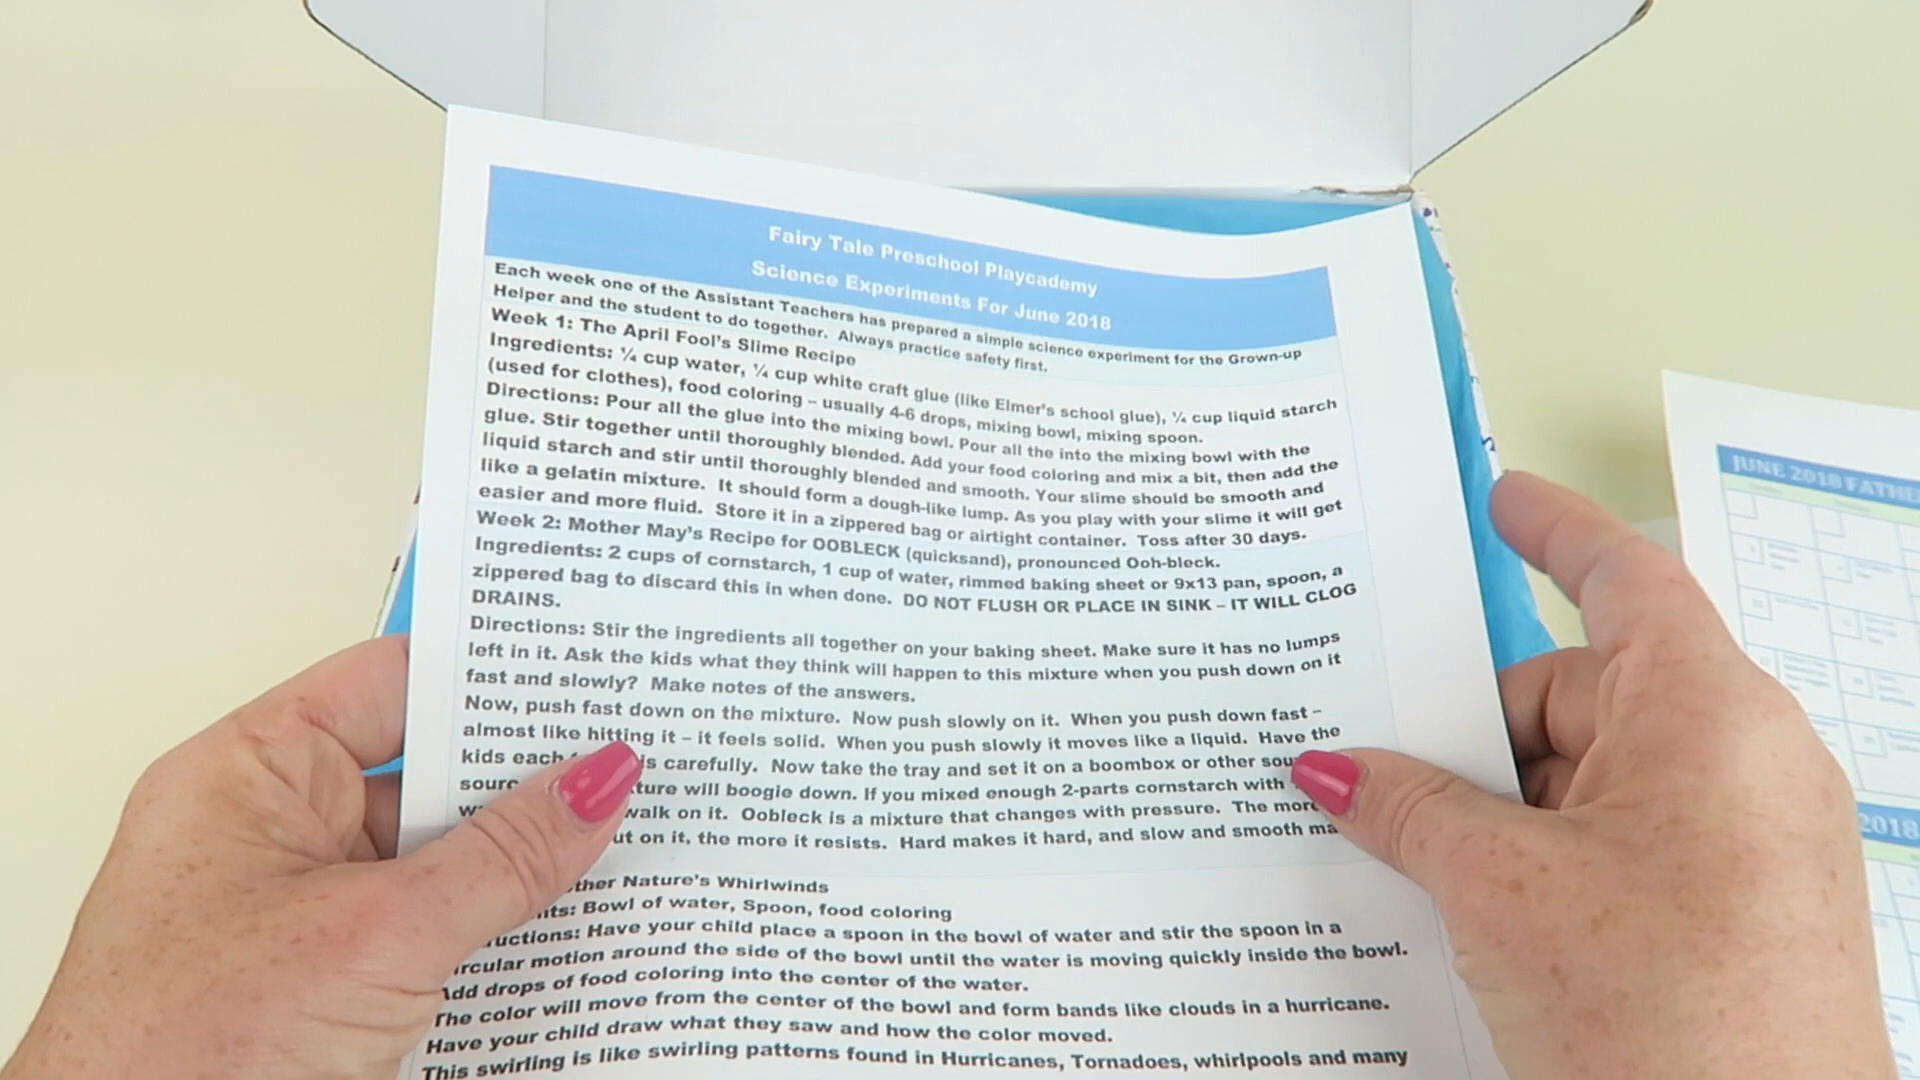 Fairy Tale Preschool Playcademy
Science Experiments For June 2018
Each week one of the Assistant Teachers has prepared a simple science experiment for the Grown-up
Helper and the student to do together. Always practice safety first.
Week 1: The April Fool's Slime Recipe
Ingredients: ¼ cup water, ¼ cup white craft glue (like Elmer's school glue), ¼ cup liquid starch
(used for clothes), food coloring – usually 4-6 drops, mixing bowl, mixing spoon.
Directions: Pour all the glue into the mixing bowl. Pour all the into the mixing bowl with the
glue. Stir together until thoroughly blended. Add your food coloring and mix a bit, then add the
liquid starch and stir until thoroughly blended and smooth. Your slime should be smooth and
like a gelatin mixture. It should form a dough-like lump. As you play with your slime it will get
easier and more fluid. Store it in a zippered bag or airtight container. Toss after 30 days.
Week 2: Mother May's Recipe for OOBLECK (quicksand), pronounced Ooh-bleck.
Ingredients: 2 cups of cornstarch, 1 cup of water, rimmed baking sheet or 9x13 pan, spoon, a
zippered bag to discard this in when done. DO NOT FLUSH OR PLACE IN SINK – IT WILL CLOG
DRAINS.
Directions: Stir the ingredients all together on your baking sheet. Make sure it has no lumps
left in it. Ask the kids what they think will happen to this mixture when you push down on it
fast and slowly? Make notes of the answers.
Now, push fast down on the mixture. Now push slowly on it. When you push down fast –
almost like hitting it – it feels solid. When you push slowly it moves like a liquid. Have the
kids each is carefully. Now take the tray and set it on a boombox or other
will boogie down. If you mixed enough 2-parts cornstarch with
walk on it. Oobleck is a mixture that changes with pressure. The more
on it, the more it resists. Hard makes it hard, and slow and smooth
Nature's Whirlwinds
Bowl of water, Spoon, food coloring
Have your child place a spoon in the bowl of water and stir the spoon in a
circular motion around the side of the bowl until the water is moving quickly inside the bowl.
Add drops of food coloring into the center of the water.
The color will move from the center of the bowl and form bands like clouds in a hurricane.
Have your child draw what they saw and how the color moved.
This swirling is like swirling patterns found in Hurricanes, Tornadoes, whirlpools and many
JUNE 2018
2018